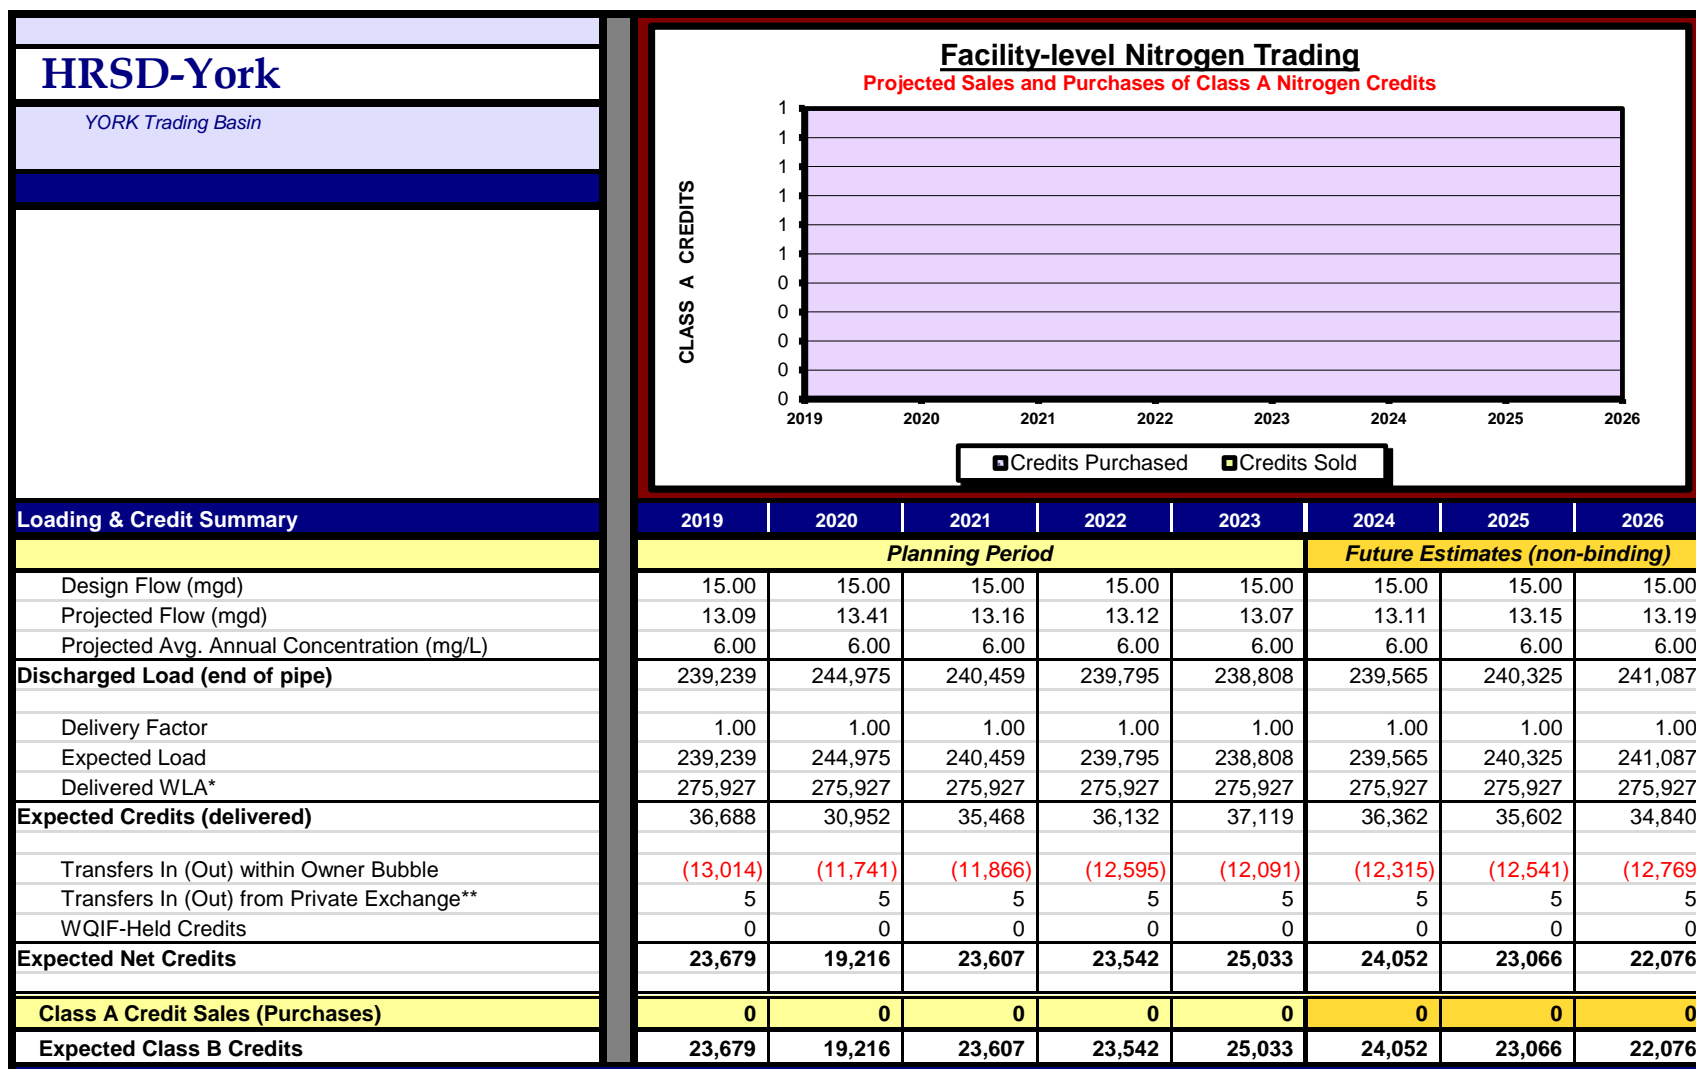 HRSD-York
YORK Trading Basin
Facility-level Nitrogen Trading
Projected Sales and Purchases of Class A Nitrogen Credits
CLASS A CREDITS
1
1
1
1
1
1
0
0
0
0
0
2019 2020 2021 2022 2023 2024 2025 2026
Credits Purchased Credits Sold
Loading & Credit Summary 2019 2020 2021 2022 2023 2024 2025 2026
Planning Period Future Estimates (non-binding)
Design Flow (mgd) 15.00 15.00 15.00 15.00 15.00 15.00 15.00 15.00
Projected Flow (mgd) 13.09 13.41 13.16 13.12 13.07 13.11 13.15 13.19
Projected Avg. Annual Concentration (mg/L) 6.00 6.00 6.00 6.00 6.00 6.00 6.00 6.00
Discharged Load (end of pipe) 239,239 244,975 240,459 239,795 238,808 239,565 240,325 241,087
Delivery Factor 1.00 1.00 1.00 1.00 1.00 1.00 1.00 1.00
Expected Load 239,239 244,975 240,459 239,795 238,808 239,565 240,325 241,087
Delivered WLA* 275,927 275,927 275,927 275,927 275,927 275,927 275,927 275,927
Expected Credits (delivered) 36,688 30,952 35,468 36,132 37,119 36,362 35,602 34,840
Transfers In (Out) within Owner Bubble (13,014) (11,741) (11,866) (12,595) (12,091) (12,315) (12,541) (12,769
Transfers In (Out) from Private Exchange** 5 5 5 5 5 5 5 5
WQIF-Held Credits 0 0 0 0 0 0 0 0
Expected Net Credits 23,679 19,216 23,607 23,542 25,033 24,052 23,066 22,076
Class A Credit Sales (Purchases) 0 0 0 0 0 0 0 0
Expected Class B Credits 23,679 19,216 23,607 23,542 25,033 24,052 23,066 22,076